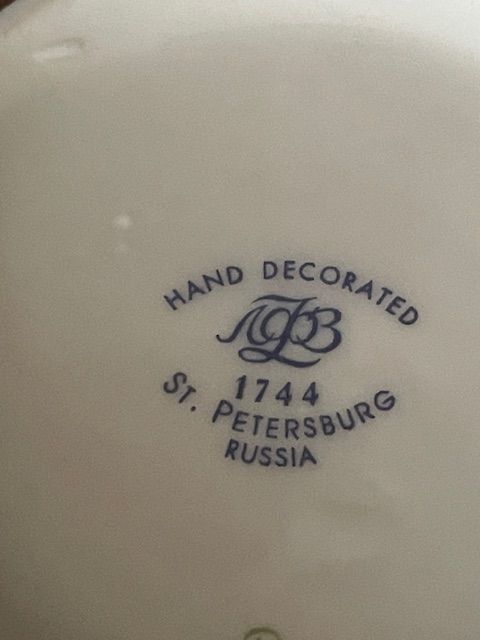 HAND DECORATED
ЛФЗ
1744
ST. PETERSBURG
RUSSIA